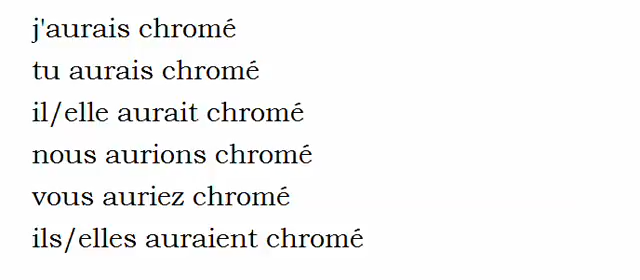 j'aurais chromé
tu aurais chromé
il/elle aurait chromé
nous aurions chromé
vous auriez chromé
ils/elles auraient chromé